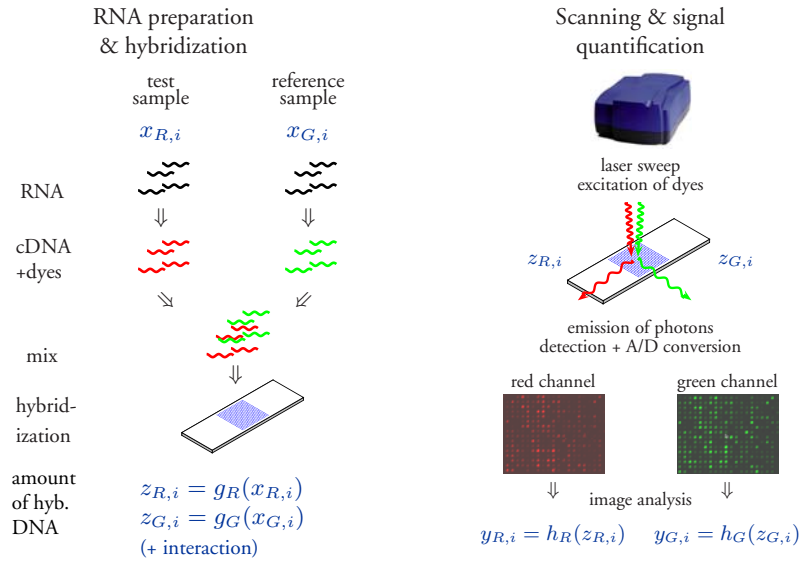 RNA preparation
& hybridization
test
sample
reference
sample
x_{R,i}
x_{G,i}
RNA
cDNA
+dyes
mix
hybrid-
ization
amount
of hyb.
DNA
z_{R,i} = g_R(x_{R,i})
z_{G,i} = g_G(x_{G,i})
(+ interaction)
Scanning & signal
quantification
laser sweep
excitation of dyes
z_{R,i}
z_{G,i}
emission of photons
detection + A/D conversion
red channel
green channel
image analysis
y_{R,i} = h_R(z_{R,i})
y_{G,i} = h_G(z_{G,i})